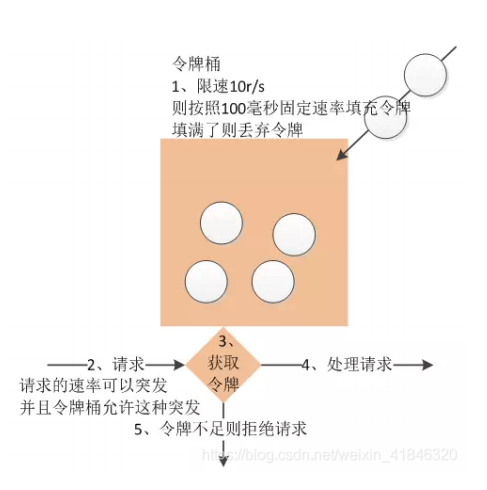 令牌桶
1、限速10r/s
则按照100毫秒固定速率填充令牌
填满了则丢弃令牌
3、
获取
令牌
2、请求
请求的速率可以突发
并且令牌桶允许这种突发
4、处理请求
5、令牌不足则拒绝请求
https://blog.csdn.net/weixin_41846320